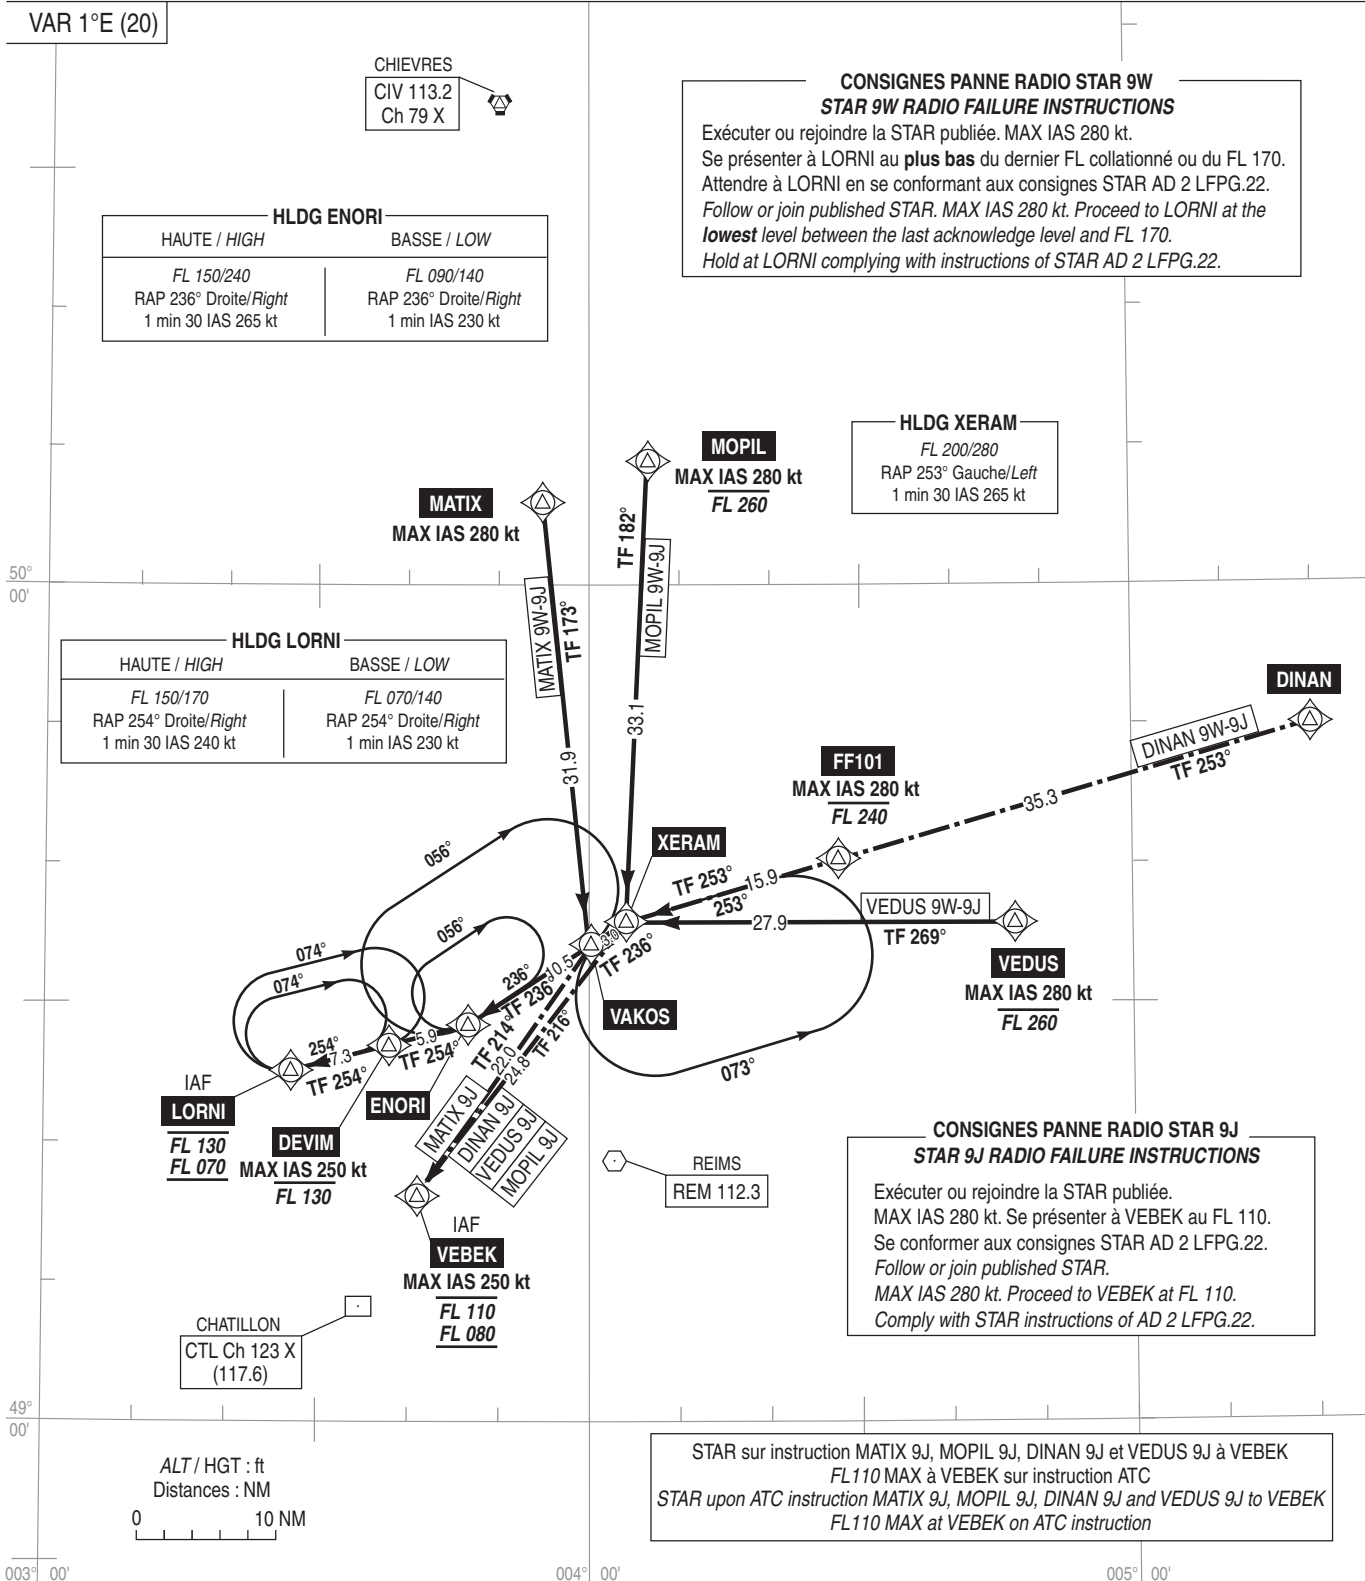 VAR 1°E (20)
CHIEVRES
CIV 113.2
Ch 79 X
CONSIGNES PANNE RADIO STAR 9W
STAR 9W RADIO FAILURE INSTRUCTIONS
Exécuter ou rejoindre la STAR publiée. MAX IAS 280 kt.
Se présenter à LORNI au plus bas du dernier FL collationné ou du FL 170.
Attendre à LORNI en se conformant aux consignes STAR AD 2 LFPG.22.
Follow or join published STAR. MAX IAS 280 kt. Proceed to LORNI at the
lowest level between the last acknowledge level and FL 170.
Hold at LORNI complying with instructions of STAR AD 2 LFPG.22.
HLDG ENORI
HAUTE / HIGH
BASSE / LOW
FL 150/240
RAP 236° Droite/Right
1 min 30 IAS 265 kt
FL 090/140
RAP 236° Droite/Right
1 min IAS 230 kt
HLDG XERAM
FL 200/280
RAP 253° Gauche/Left
1 min 30 IAS 265 kt
MOPIL
MAX IAS 280 kt
FL 260
MATIX
MAX IAS 280 kt
TF 182°
MOPIL 9W-9J
33.1
MATIX 9W-9J
TF 173°
31.9
50°
00'
HLDG LORNI
HAUTE / HIGH
BASSE / LOW
FL 150/170
RAP 254° Droite/Right
1 min 30 IAS 240 kt
FL 070/140
RAP 254° Droite/Right
1 min IAS 230 kt
DINAN
DINAN 9W-9J
TF 253°
35.3
FF101
MAX IAS 280 kt
FL 240
XERAM
TF 253°
15.9
253°
VEDUS 9W-9J
27.9
TF 269°
VEDUS
MAX IAS 280 kt
FL 260
056°
056°
074°
074°
3.0
TF 236°
VAKOS
10.5
236°
TF 236°
073°
5.9
TF 254°
254°
7.3
TF 254°
TF 214°
22.0
24.8
TF 216°
ENORI
IAF
LORNI
FL 130
FL 070
DEVIM
MAX IAS 250 kt
FL 130
MATIX 9J
DINAN 9J
VEDUS 9J
MOPIL 9J
IAF
VEBEK
MAX IAS 250 kt
FL 110
FL 080
REIMS
REM 112.3
CONSIGNES PANNE RADIO STAR 9J
STAR 9J RADIO FAILURE INSTRUCTIONS
Exécuter ou rejoindre la STAR publiée.
MAX IAS 280 kt. Se présenter à VEBEK au FL 110.
Se conformer aux consignes STAR AD 2 LFPG.22.
Follow or join published STAR.
MAX IAS 280 kt. Proceed to VEBEK at FL 110.
Comply with STAR instructions of AD 2 LFPG.22.
CHATILLON
CTL Ch 123 X
(117.6)
49°
00'
STAR sur instruction MATIX 9J, MOPIL 9J, DINAN 9J et VEDUS 9J à VEBEK
FL110 MAX à VEBEK sur instruction ATC
STAR upon ATC instruction MATIX 9J, MOPIL 9J, DINAN 9J and VEDUS 9J to VEBEK
FL110 MAX at VEBEK on ATC instruction
ALT / HGT : ft
Distances : NM
0
10 NM
003° 00'
004° 00'
005° 00'